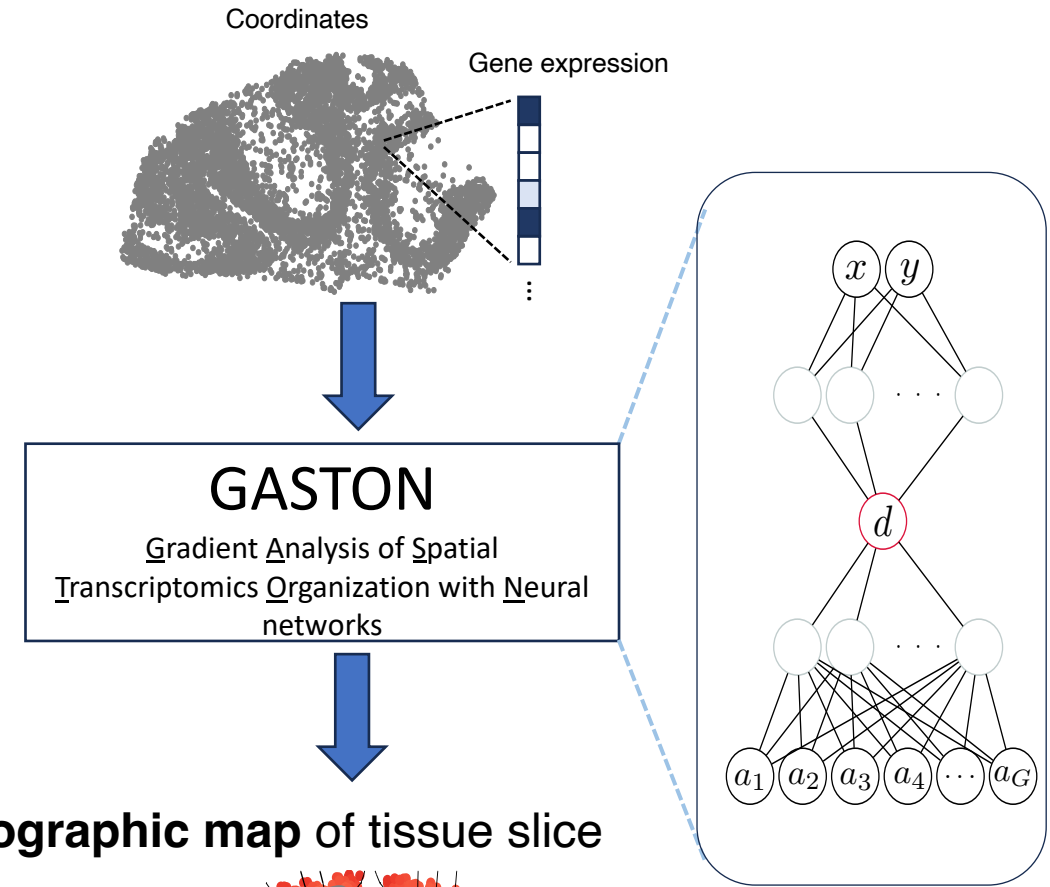 Coordinates
Gene expression
⋮
GASTON
Gradient Analysis of Spatial
Transcriptomics Organization with Neural
networks
ographic map of tissue slice
x y
. . .
d
. . .
a₁ a₂ a₃ a₄ ⋯ a_G